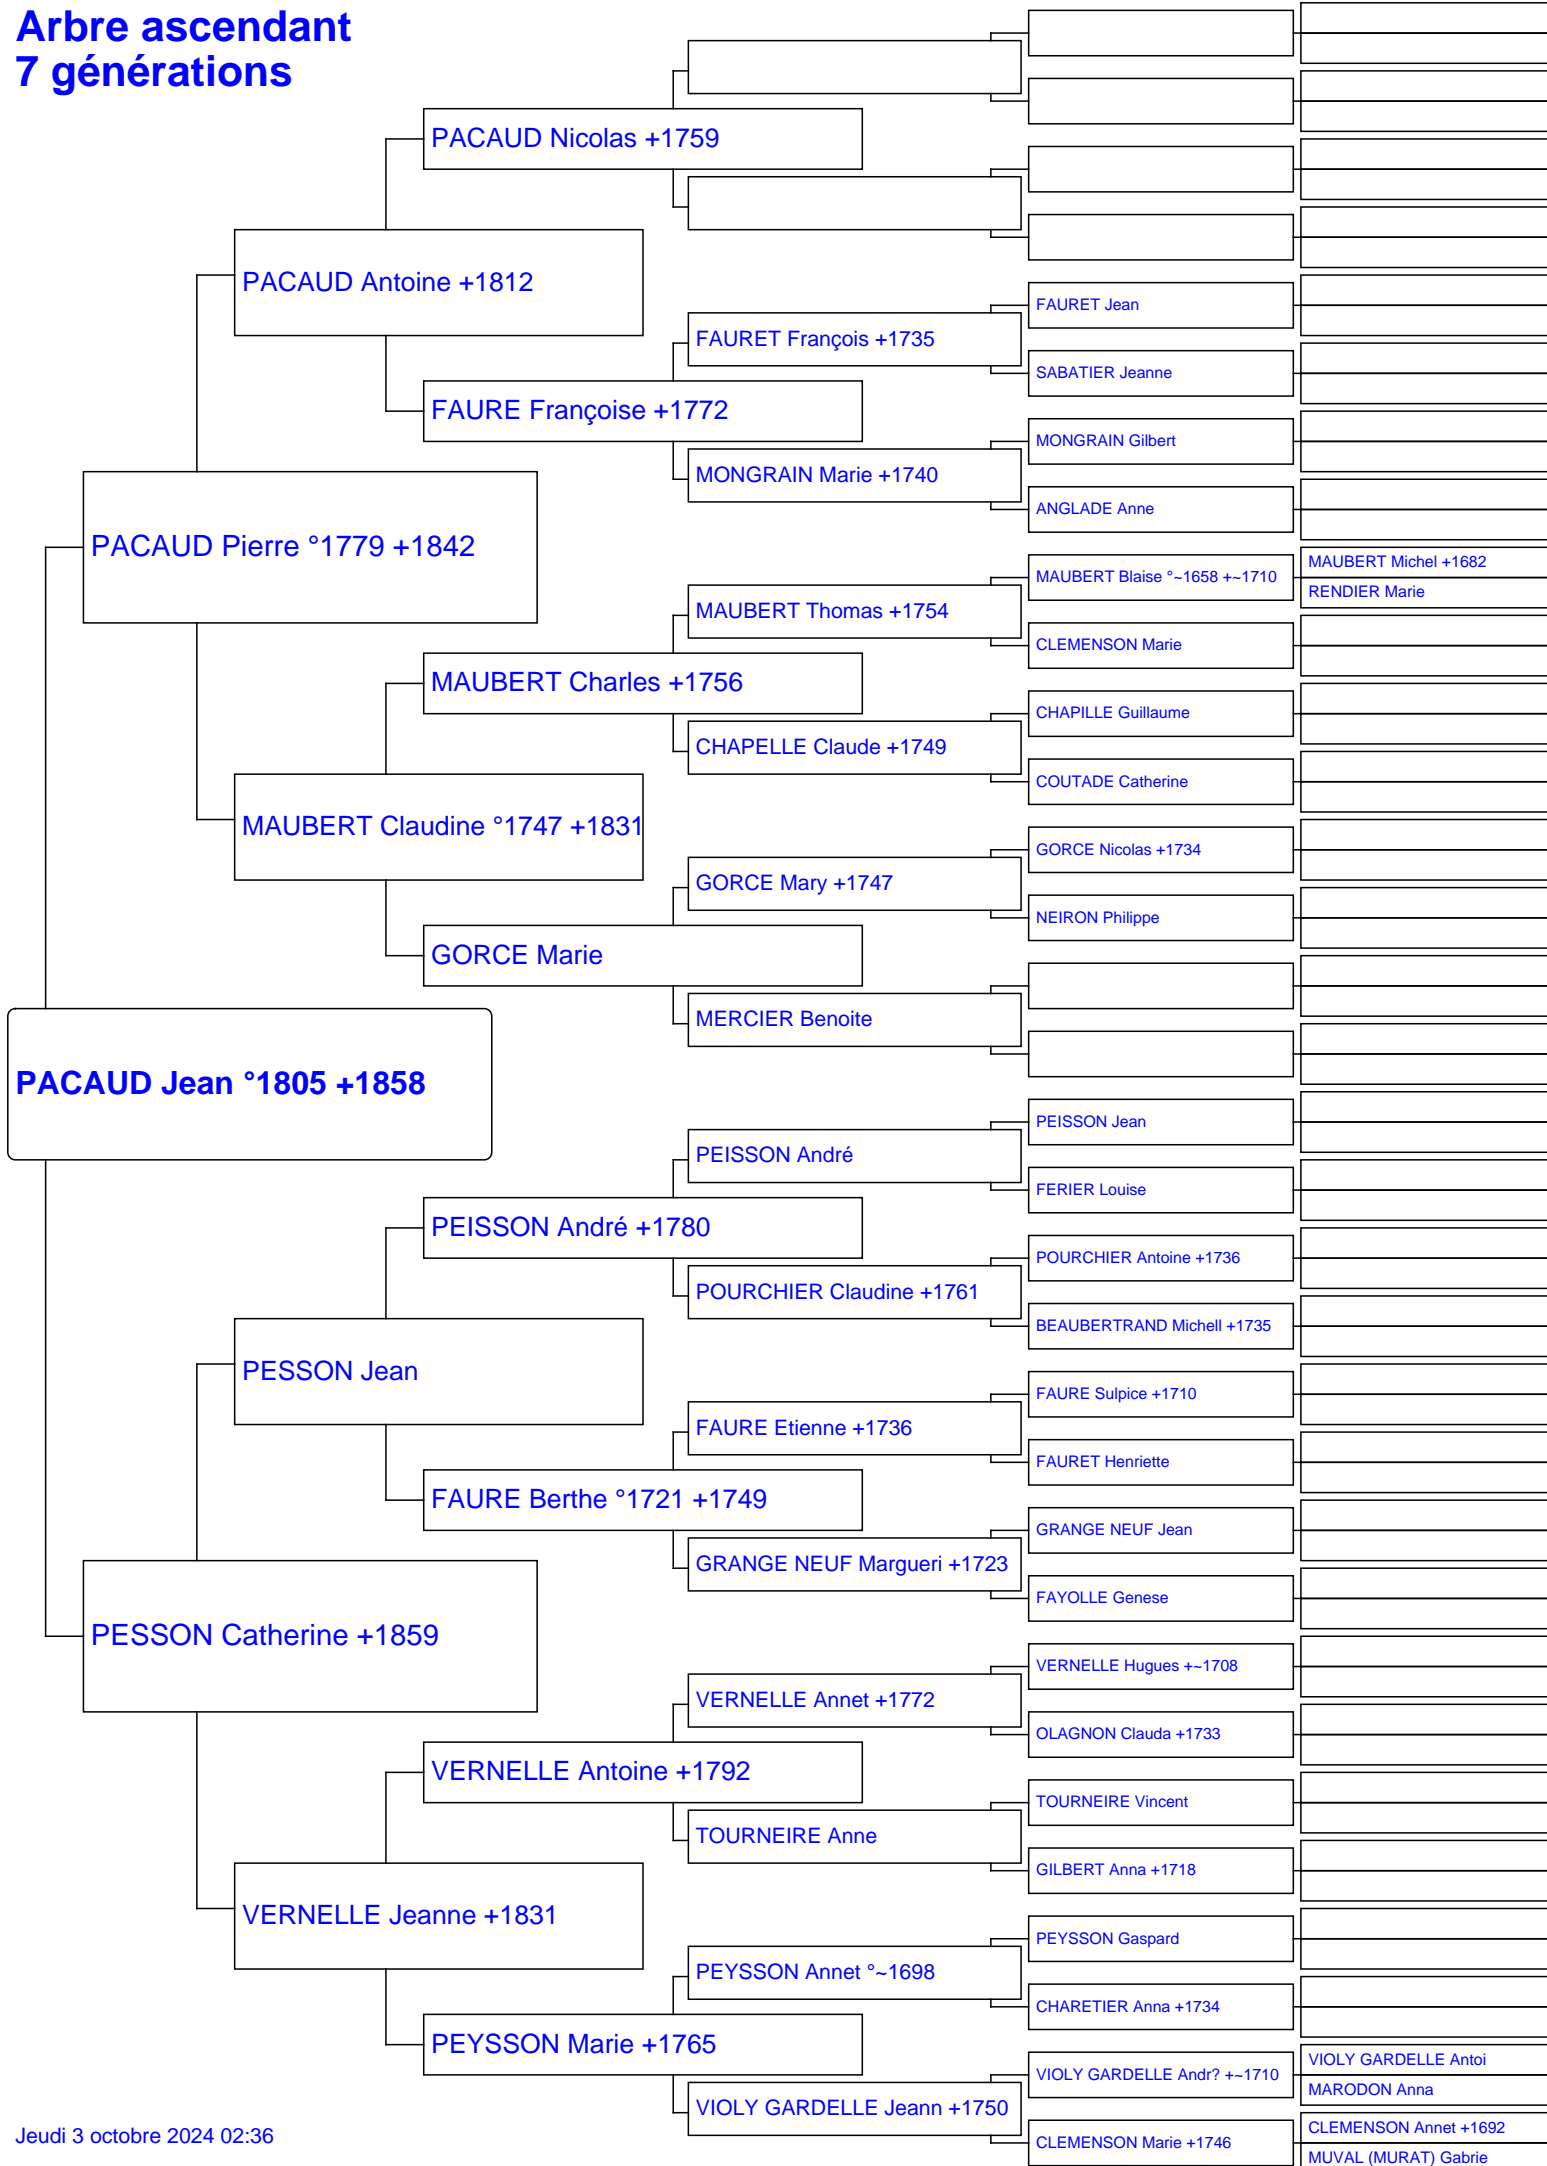 Arbre ascendant
7 générations
PACAUD Nicolas +1759
PACAUD Antoine +1812
FAURET Jean
FAURET François +1735
SABATIER Jeanne
FAURE Françoise +1772
MONGRAIN Gilbert
MONGRAIN Marie +1740
ANGLADE Anne
PACAUD Pierre °1779 +1842
MAUBERT Michel +1682
MAUBERT Blaise °~1658 +~1710
RENDIER Marie
MAUBERT Thomas +1754
CLEMENSON Marie
MAUBERT Charles +1756
CHAPILLE Guillaume
CHAPELLE Claude +1749
COUTADE Catherine
MAUBERT Claudine °1747 +1831
GORCE Nicolas +1734
GORCE Mary +1747
NEIRON Philippe
GORCE Marie
MERCIER Benoite
PACAUD Jean °1805 +1858
PEISSON Jean
PEISSON André
FERIER Louise
PEISSON André +1780
POURCHIER Antoine +1736
POURCHIER Claudine +1761
BEAUBERTRAND Michell +1735
PESSON Jean
FAURE Sulpice +1710
FAURE Etienne +1736
FAURET Henriette
FAURE Berthe °1721 +1749
GRANGE NEUF Jean
GRANGE NEUF Margueri +1723
FAYOLLE Genese
PESSON Catherine +1859
VERNELLE Hugues +~1708
VERNELLE Annet +1772
OLAGNON Clauda +1733
VERNELLE Antoine +1792
TOURNEIRE Vincent
TOURNEIRE Anne
GILBERT Anna +1718
VERNELLE Jeanne +1831
PEYSSON Gaspard
PEYSSON Annet °~1698
CHARETIER Anna +1734
PEYSSON Marie +1765
VIOLY GARDELLE Antoi
VIOLY GARDELLE Andr? +~1710
MARODON Anna
VIOLY GARDELLE Jeann +1750
CLEMENSON Annet +1692
CLEMENSON Marie +1746
MUVAL (MURAT) Gabrie
Jeudi 3 octobre 2024 02:36